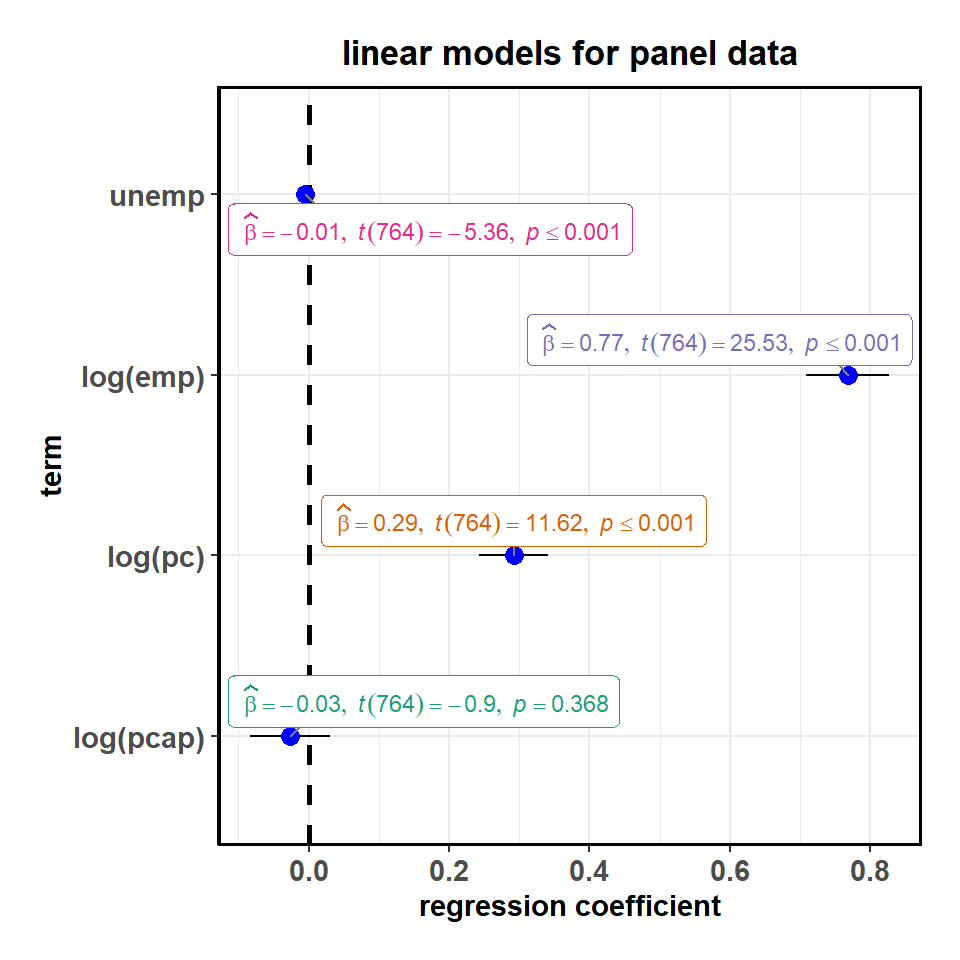 linear models for panel data
unemp
β̂ = −0.01, t(764) = −5.36, p ≤ 0.001
β̂ = 0.77, t(764) = 25.53, p ≤ 0.001
log(emp)
term
β̂ = 0.29, t(764) = 11.62, p ≤ 0.001
log(pc)
β̂ = −0.03, t(764) = −0.9, p = 0.368
log(pcap)
0.0 0.2 0.4 0.6 0.8
regression coefficient